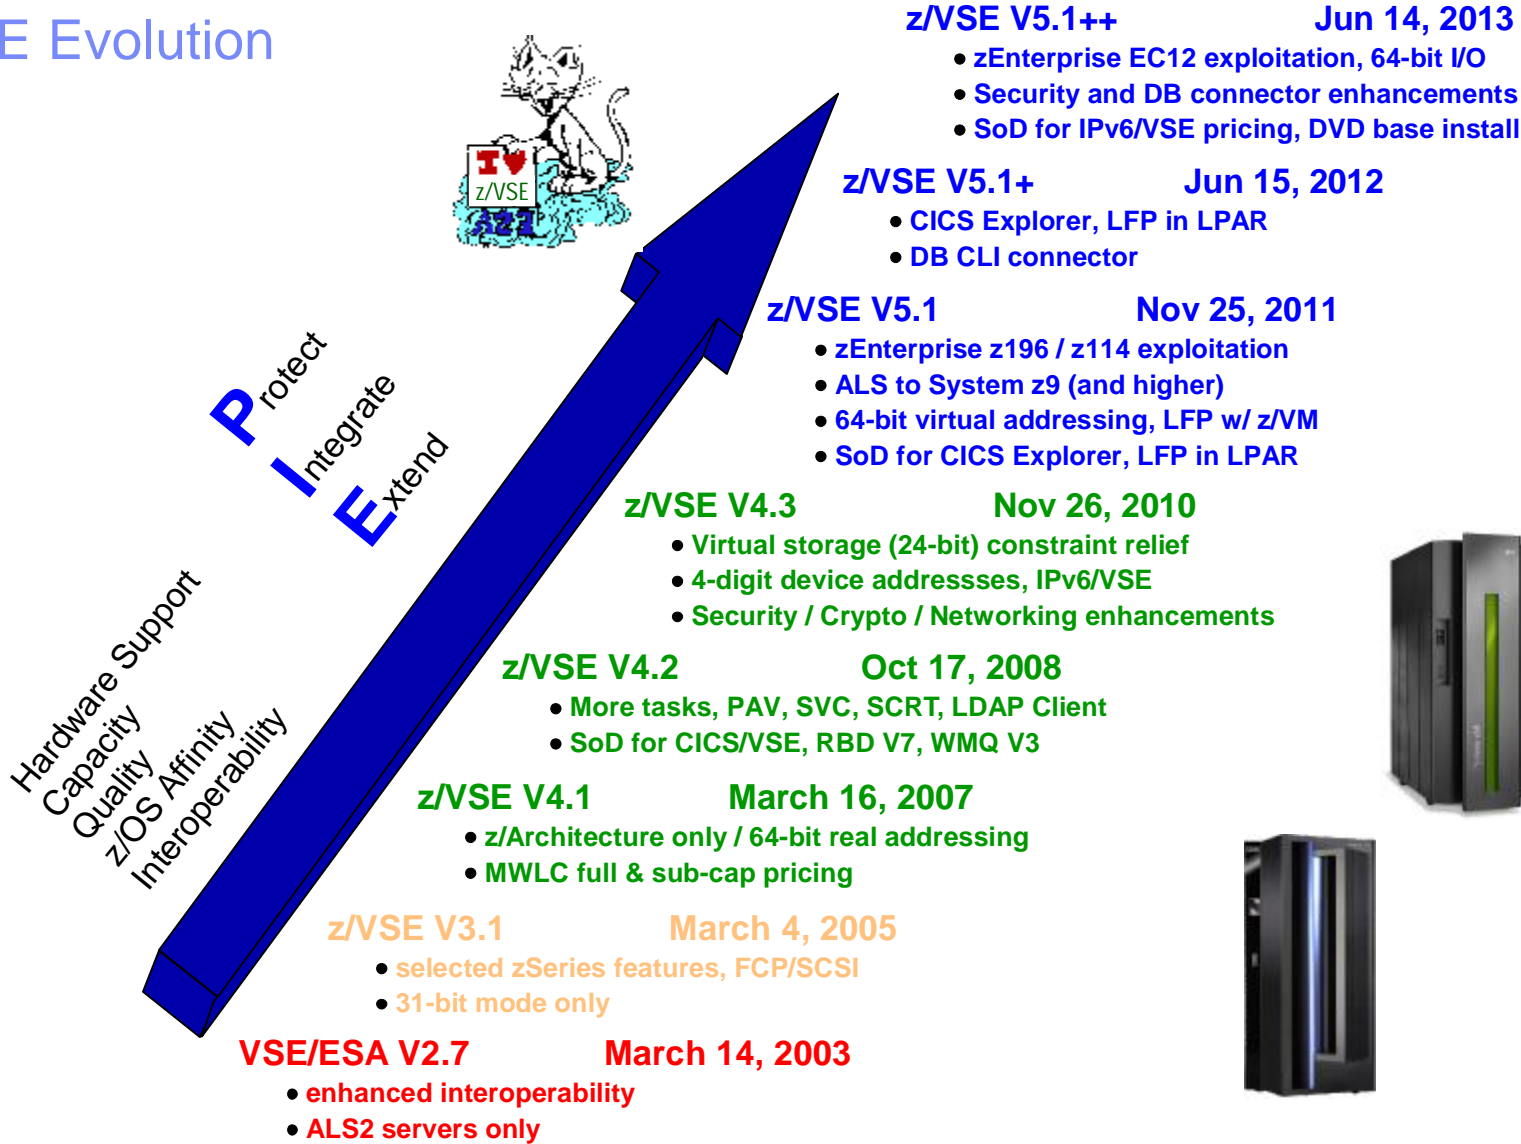 E Evolution
z/VSE V5.1++ Jun 14, 2013
• zEnterprise EC12 exploitation, 64-bit I/O
• Security and DB connector enhancements
• SoD for IPv6/VSE pricing, DVD base install
I ♥
z/VSE
z/VSE V5.1+ Jun 15, 2012
• CICS Explorer, LFP in LPAR
• DB CLI connector
z/VSE V5.1 Nov 25, 2011
• zEnterprise z196 / z114 exploitation
• ALS to System z9 (and higher)
• 64-bit virtual addressing, LFP w/ z/VM
• SoD for CICS Explorer, LFP in LPAR
Protect
Integrate
Extend
z/VSE V4.3 Nov 26, 2010
• Virtual storage (24-bit) constraint relief
• 4-digit device addressses, IPv6/VSE
• Security / Crypto / Networking enhancements
Hardware Support
Capacity
Quality
z/OS Affinity
Interoperability
z/VSE V4.2 Oct 17, 2008
• More tasks, PAV, SVC, SCRT, LDAP Client
• SoD for CICS/VSE, RBD V7, WMQ V3
z/VSE V4.1 March 16, 2007
• z/Architecture only / 64-bit real addressing
• MWLC full & sub-cap pricing
z/VSE V3.1 March 4, 2005
• selected zSeries features, FCP/SCSI
• 31-bit mode only
VSE/ESA V2.7 March 14, 2003
• enhanced interoperability
• ALS2 servers only